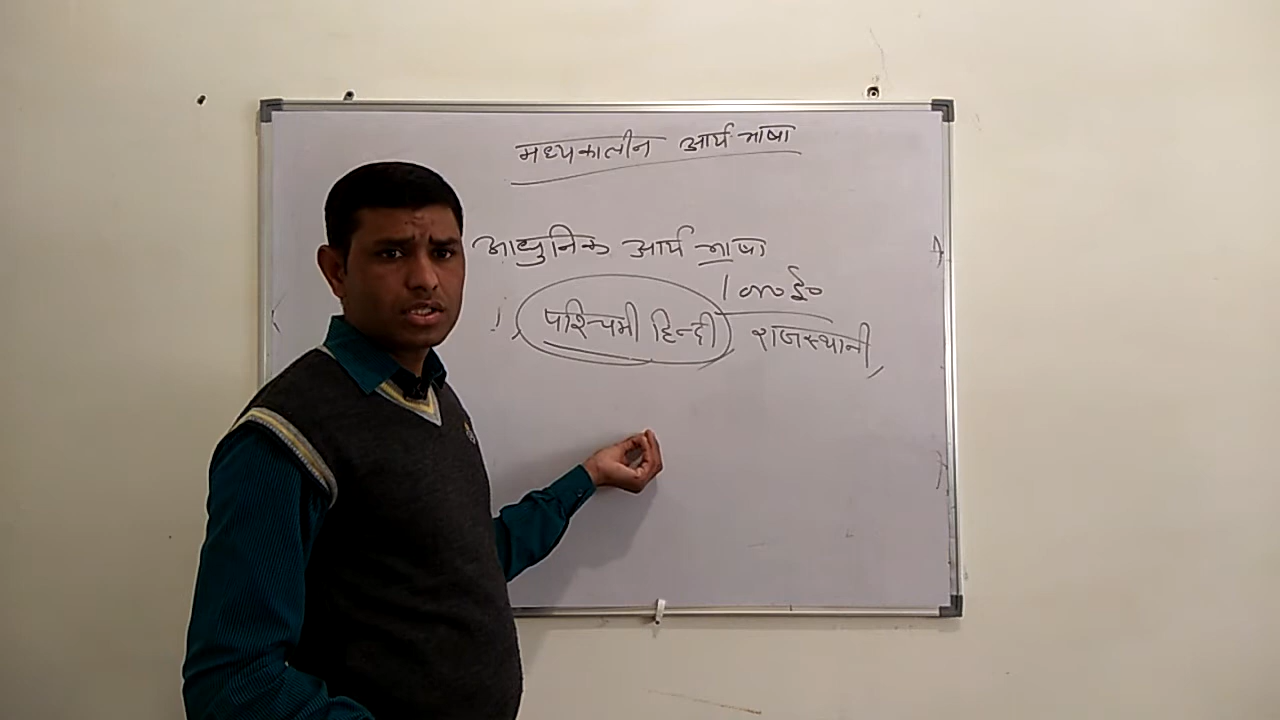 मध्यकालीन आर्य भाषा
आधुनिक आर्य भाषा
1000 ई०
पश्चिमी हिन्दी, राजस्थानी,